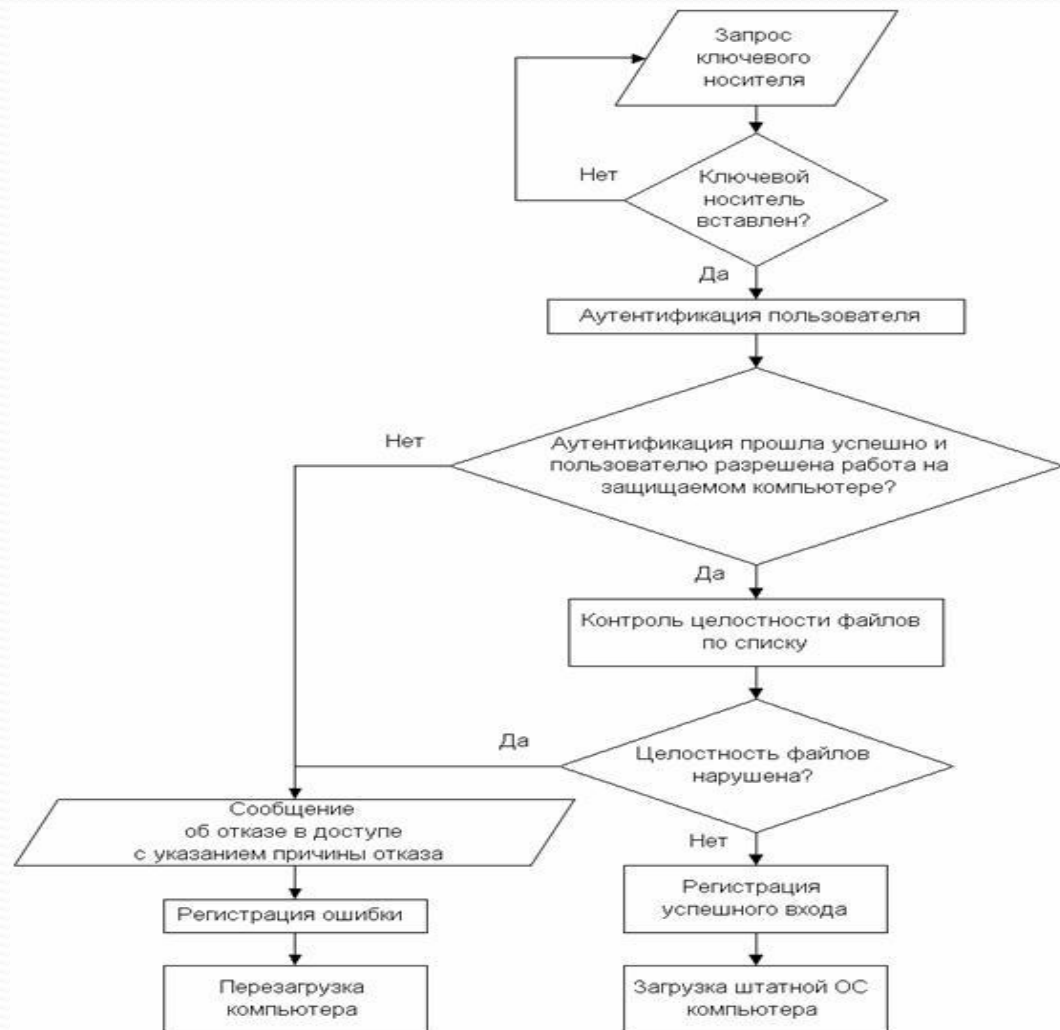 Запрос
ключевого
носителя
Нет
Ключевой
носитель
вставлен?
Да
Аутентификация пользователя
Нет
Аутентификация прошла успешно и
пользователю разрешена работа на
защищаемом компьютере?
Да
Контроль целостности файлов
по списку
Да
Целостность файлов
нарушена?
Сообщение
об отказе в доступе
с указанием причины отказа
Нет
Регистрация ошибки
Регистрация
успешного входа
Перезагрузка
компьютера
Загрузка штатной ОС
компьютера